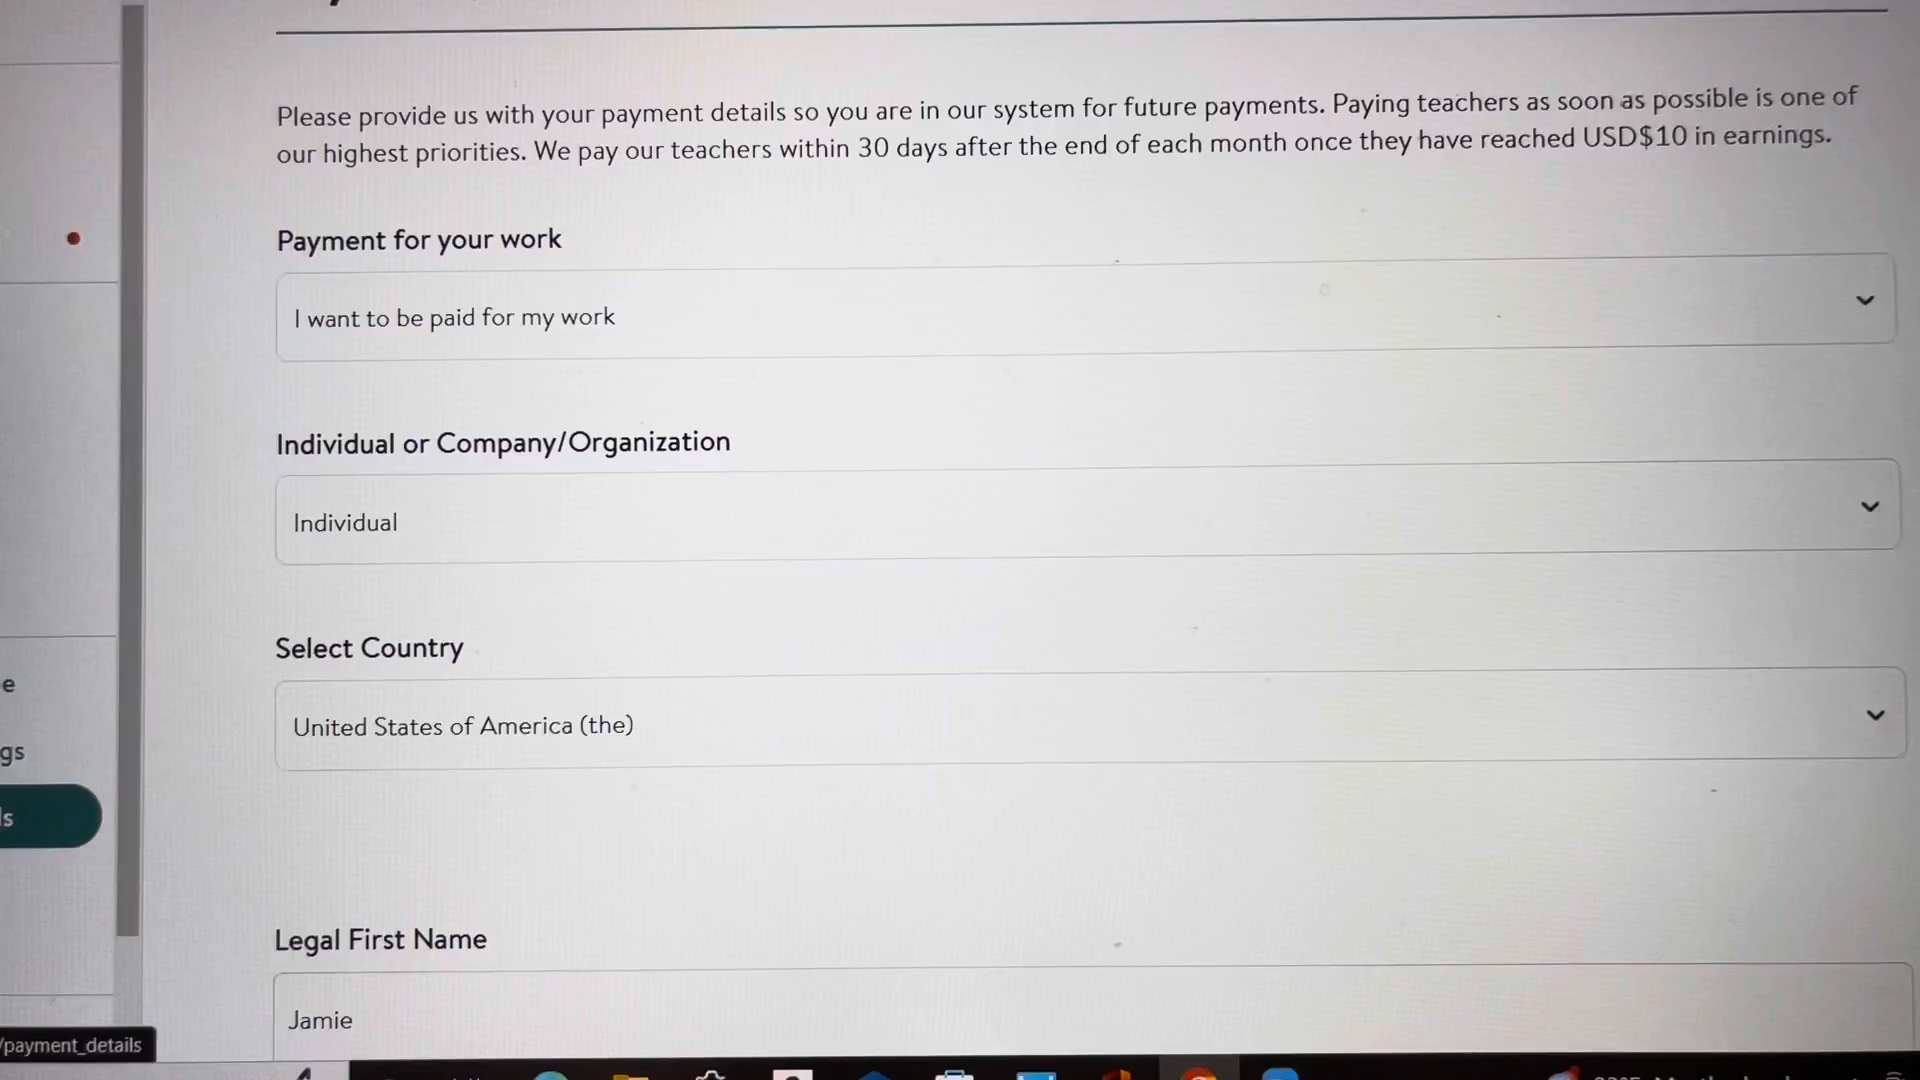 Please provide us with your payment details so you are in our system for future payments. Paying teachers as soon as possible is one of
our highest priorities. We pay our teachers within 30 days after the end of each month once they have reached USD$10 in earnings.
Payment for your work
I want to be paid for my work
Individual or Company/Organization
Individual
Select Country
United States of America (the)
e
gs
ls
Legal First Name
Jamie
/payment_details